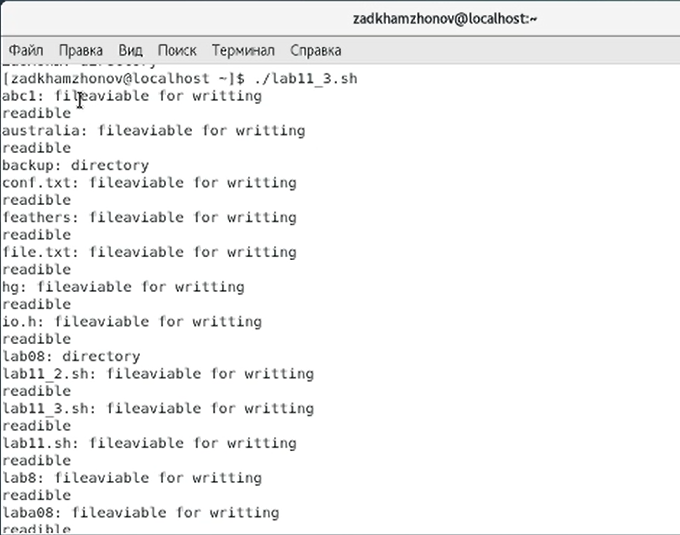 zadkhamzhonov@localhost:~
Файл Правка Вид Поиск Терминал Справка
[zadkhamzhonov@localhost ~]$ ./lab11_3.sh
abc1: fileaviable for writting
readible
australia: fileaviable for writting
readible
backup: directory
conf.txt: fileaviable for writting
readible
feathers: fileaviable for writting
readible
file.txt: fileaviable for writting
readible
hg: fileaviable for writting
readible
io.h: fileaviable for writting
readible
lab08: directory
lab11_2.sh: fileaviable for writting
readible
lab11_3.sh: fileaviable for writting
readible
lab11.sh: fileaviable for writting
readible
lab8: fileaviable for writting
readible
laba08: fileaviable for writting
readible